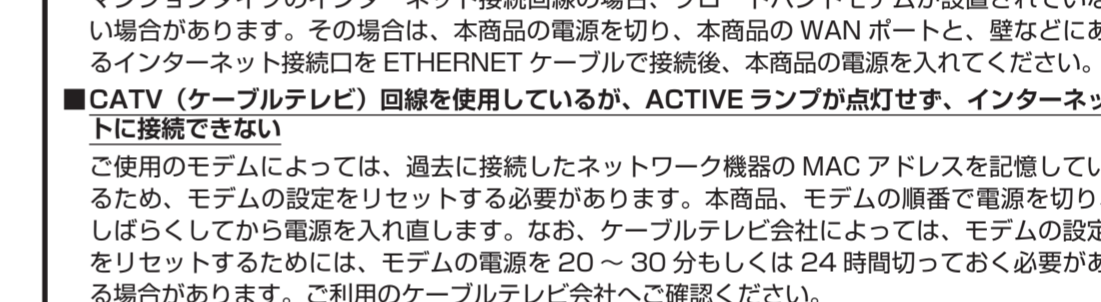 マンションタイプのインターネット接続回線の場合、ブロードバンドモデムが設置されていな
い場合があります。その場合は、本商品の電源を切り、本商品の WAN ポートと、壁などにあ
るインターネット接続口を ETHERNET ケーブルで接続後、本商品の電源を入れてください。
■CATV（ケーブルテレビ）回線を使用しているが、ACTIVE ランプが点灯せず、インターネッ
トに接続できない
ご使用のモデムによっては、過去に接続したネットワーク機器の MAC アドレスを記憶してい
るため、モデムの設定をリセットする必要があります。本商品、モデムの順番で電源を切り、
しばらくしてから電源を入れ直します。なお、ケーブルテレビ会社によっては、モデムの設定
をリセットするためには、モデムの電源を 20 ～ 30 分もしくは 24 時間切っておく必要があ
る場合があります。ご利用のケーブルテレビ会社へご確認ください。